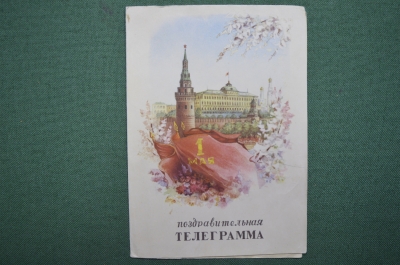 1
МАЯ
поздравительная
ТЕЛЕГРАММА